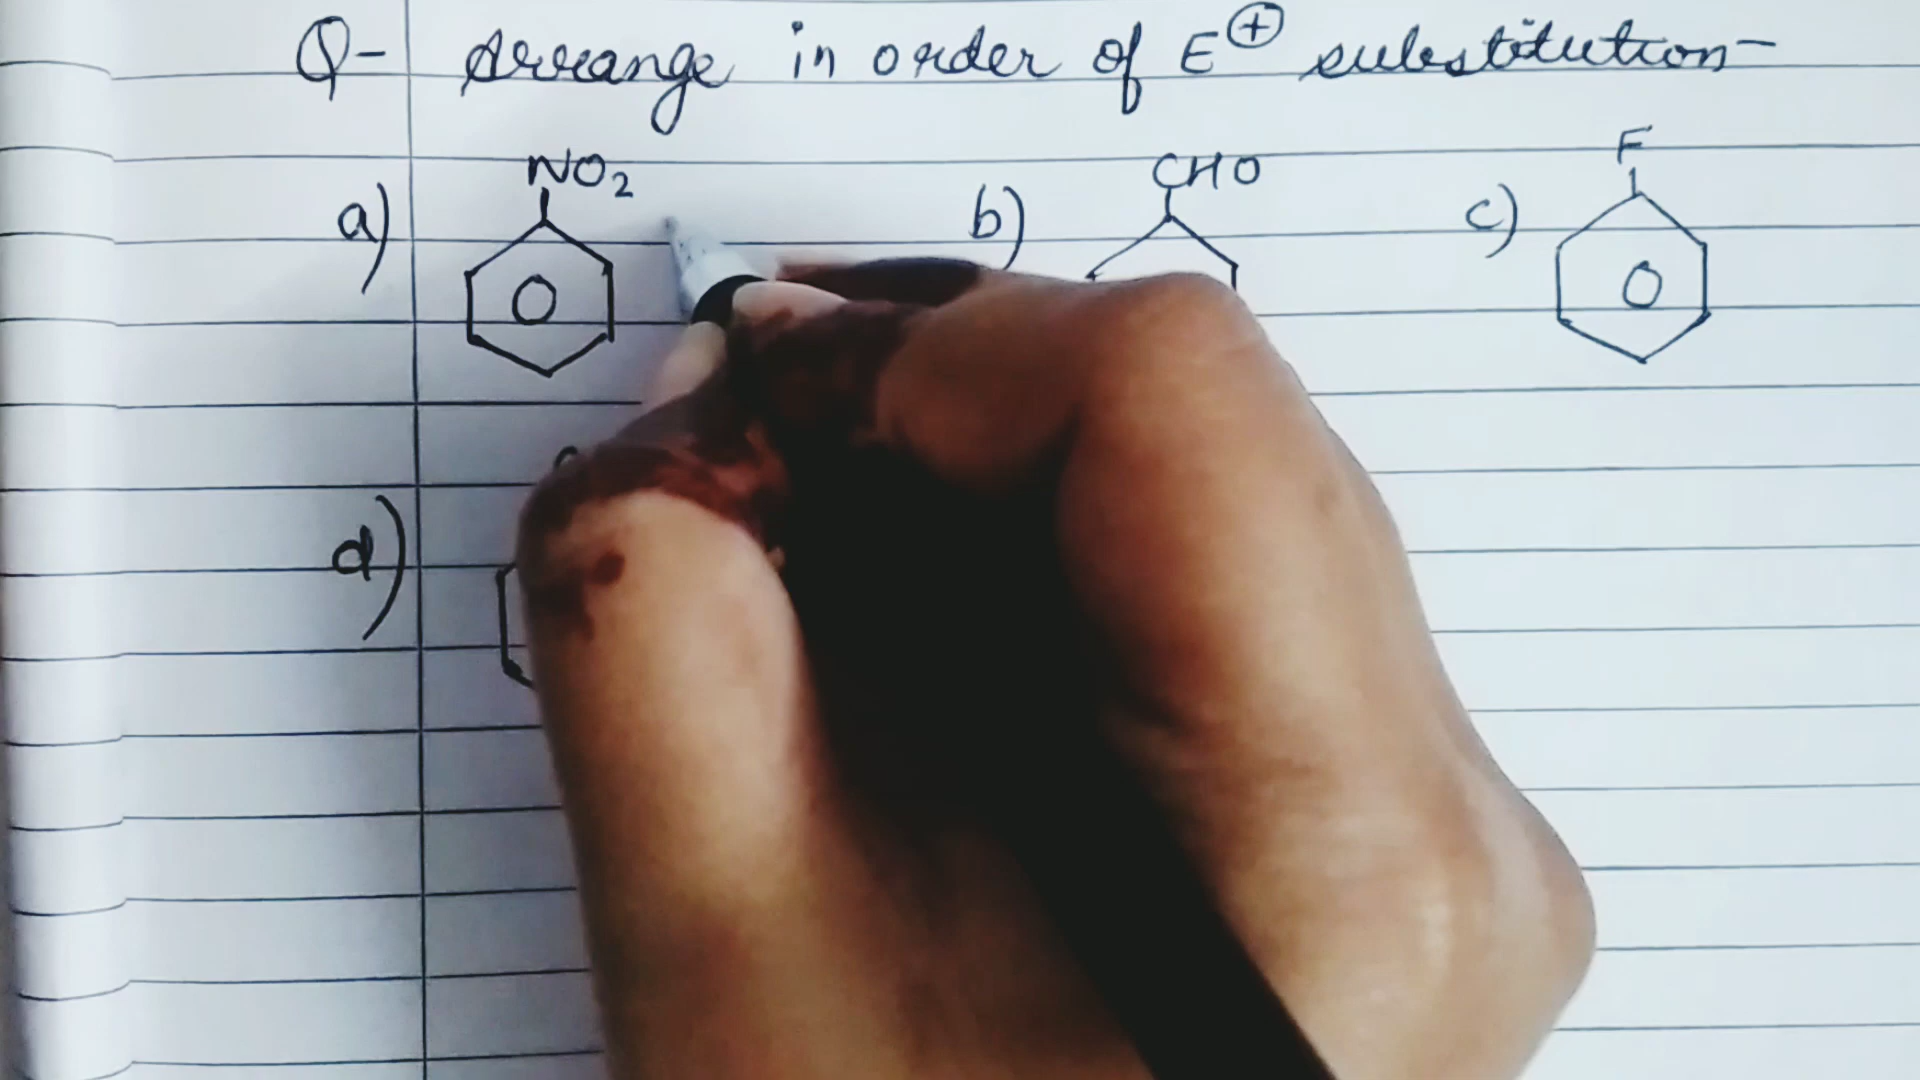 Q- Arrange in order of E⊕ substitution-
a) NO2 b) CHO c) F
d)